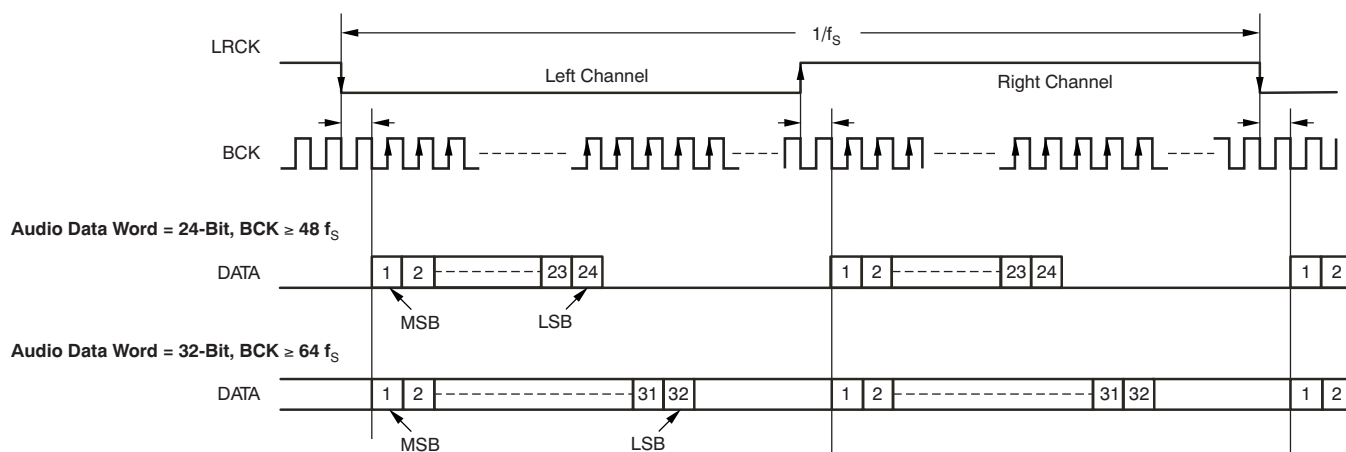 1/fS
LRCK
Left Channel
Right Channel
BCK
Audio Data Word = 24-Bit, BCK ≥ 48 fS
DATA
1 2 23 24 1 2 23 24 1 2
MSB LSB
Audio Data Word = 32-Bit, BCK ≥ 64 fS
DATA
1 2 31 32 1 2 31 32 1 2
MSB LSB